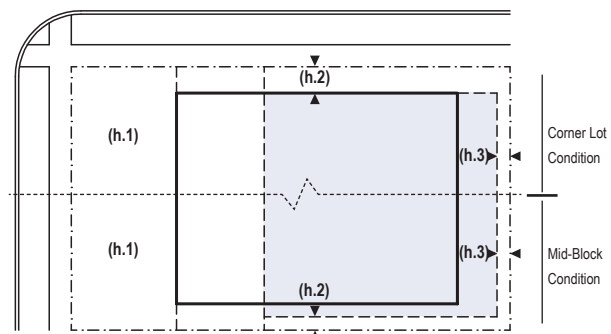 (h.2)
(h.1)
(h.3)
Corner Lot
Condition
(h.1)
(h.3)
Mid-Block
Condition
(h.2)